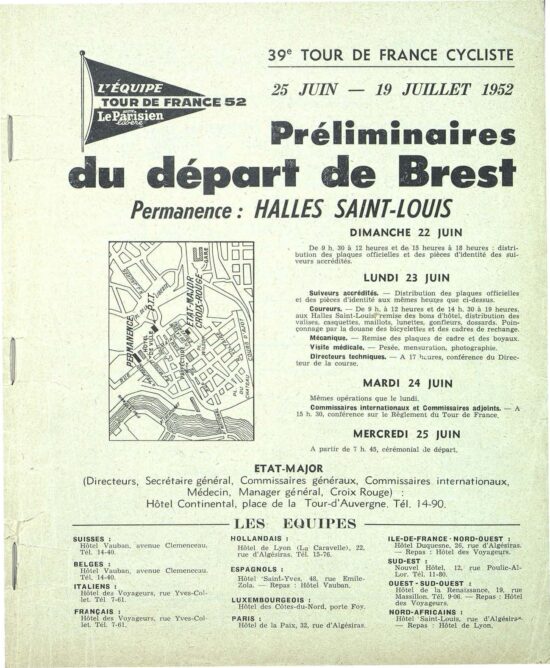 39e TOUR DE FRANCE CYCLISTE
25 JUIN — 19 JUILLET 1952
L'ÉQUIPE
TOUR DE FRANCE 52
Le Parisien
libéré
Préliminaires
du départ de Brest
Permanence : HALLES SAINT-LOUIS
PERMANENCE
P.T.T.
ETAT-MAJOR
CROIX-ROUGE
GARE
DIMANCHE 22 JUIN
De 9 h. 30 à 12 heures et de 15 heures à 18 heures : distri-
bution des plaques officielles et des pièces d'identité des sui-
veurs accrédités.
LUNDI 23 JUIN
Suiveurs accrédités. — Distribution des plaques officielles
et des pièces d'identité aux mêmes heures que ci-dessus.
Coureurs. — De 9 h. à 12 heures et de 14 h. 30 à 19 heures,
aux Halles Saint-Louis remise des bons d'hôtel, distribution des
valises, casquettes, maillots, lunettes, gonfleurs, dossards. Poin-
çonnage par la douane des bicyclettes et des cadres de rechange.
Mécanique. — Remise des plaques de cadre et des boyaux.
Visite médicale. — Pesée, mensuration, photographie.
Directeurs techniques. — A 17 heures, conférence du Direc-
teur de la course.
MARDI 24 JUIN
Mêmes opérations que le lundi.
Commissaires internationaux et Commissaires adjoints. — A
15 h. 30, conférence sur le Règlement du Tour de France.
MERCREDI 25 JUIN
A partir de 7 h. 45, cérémonial de départ.
ETAT-MAJOR
(Directeurs, Secrétaire général, Commissaires généraux, Commissaires internationaux,
Médecin, Manager général, Croix Rouge) :
Hôtel Continental, place de la Tour-d'Auvergne. Tél. 14-90.
LES EQUIPES
SUISSES :
Hôtel Vauban, avenue Clemenceau.
Tél. 14-40.
BELGES :
Hôtel Vauban, avenue Clemenceau.
Tél. 14-40.
ITALIENS :
Hôtel des Voyageurs, rue Yves-Col-
let. Tél. 7-61.
FRANÇAIS :
Hôtel des Voyageurs, rue Yves-Col-
let. Tél. 7-61.
HOLLANDAIS :
Hôtel de Lyon (La Caravelle), 22,
rue d'Algésiras. Tél. 15-76.
ESPAGNOLS :
Hôtel Saint-Yves, 48, rue Emile-
Zola. — Repas : Hôtel Vauban.
LUXEMBOURGEOIS :
Hôtel des Côtes-du-Nord, porte Foy.
PARIS :
Hôtel de la Paix, 32, rue d'Algésiras.
ILE-DE-FRANCE - NORD-OUEST :
Hôtel Duquesne, 26, rue d'Algésiras.
— Repas : Hôtel des Voyageurs.
SUD-EST :
Nouvel Hôtel, 12, rue Poulic-Al-
Lor. Tél. 11-80.
OUEST - SUD-OUEST :
Hôtel de la Renaissance, 19, rue
Massillon. Tél. 9-06. — Repas : Hôtel
des Voyageurs.
NORD-AFRICAINS :
Hôtel Saint-Louis, rue d'Algésiras
— Repas : Hôtel de Lyon.